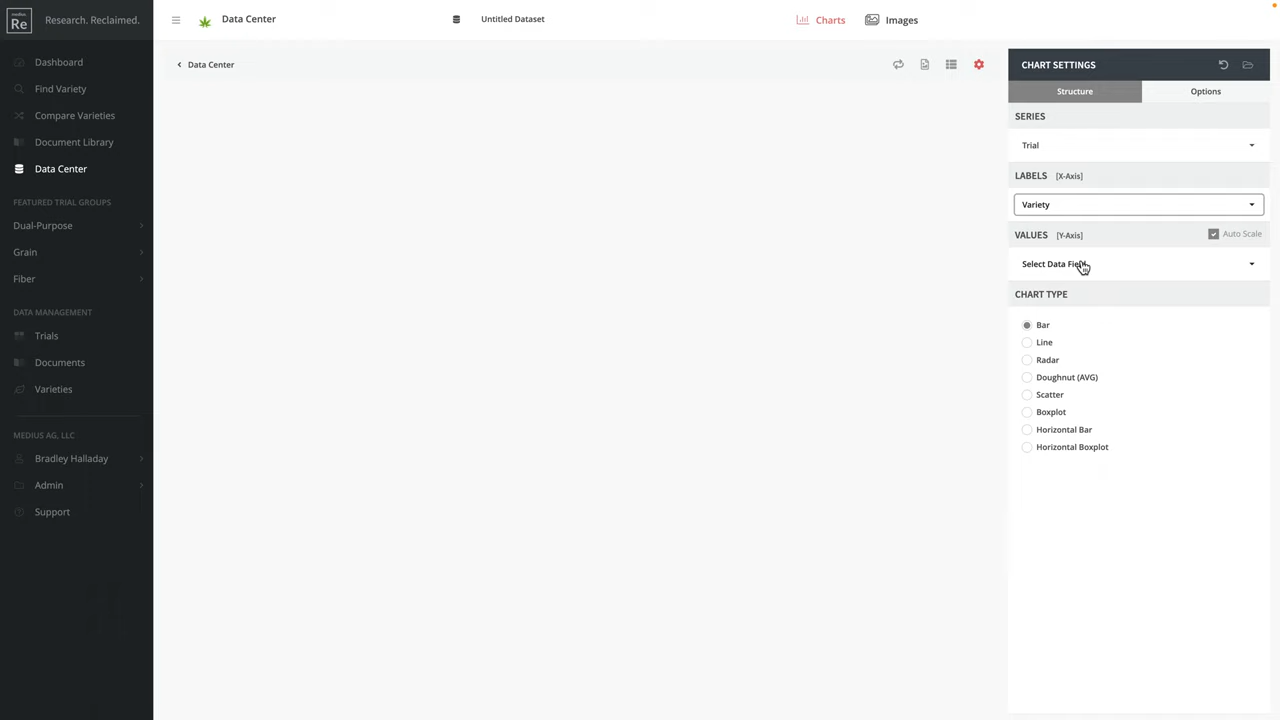 medius.
Re
Research. Reclaimed.
Data Center
Untitled Dataset
Charts
Images
Dashboard
Find Variety
Compare Varieties
Document Library
Data Center
FEATURED TRIAL GROUPS
Dual-Purpose
Grain
Fiber
DATA MANAGEMENT
Trials
Documents
Varieties
MEDIUS AG, LLC
Bradley Halladay
Admin
Support
Data Center
CHART SETTINGS
Structure
Options
SERIES
Trial
LABELS [X-Axis]
Variety
VALUES [Y-Axis]
Auto Scale
Select Data Field
CHART TYPE
Bar
Line
Radar
Doughnut (AVG)
Scatter
Boxplot
Horizontal Bar
Horizontal Boxplot